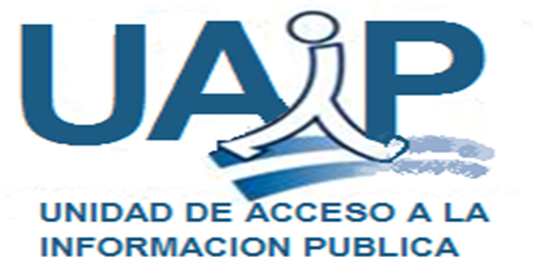 UAiP
UNIDAD DE ACCESO A LA
INFORMACION PUBLICA